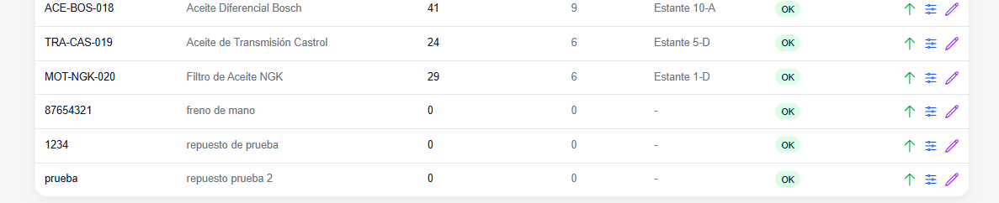 ACE-BOS-018 Aceite Diferencial Bosch 41 9 Estante 10-A OK
TRA-CAS-019 Aceite de Transmisión Castrol 24 6 Estante 5-D OK
MOT-NGK-020 Filtro de Aceite NGK 29 6 Estante 1-D OK
87654321 freno de mano 0 0 - OK
1234 repuesto de prueba 0 0 - OK
prueba repuesto prueba 2 0 0 - OK